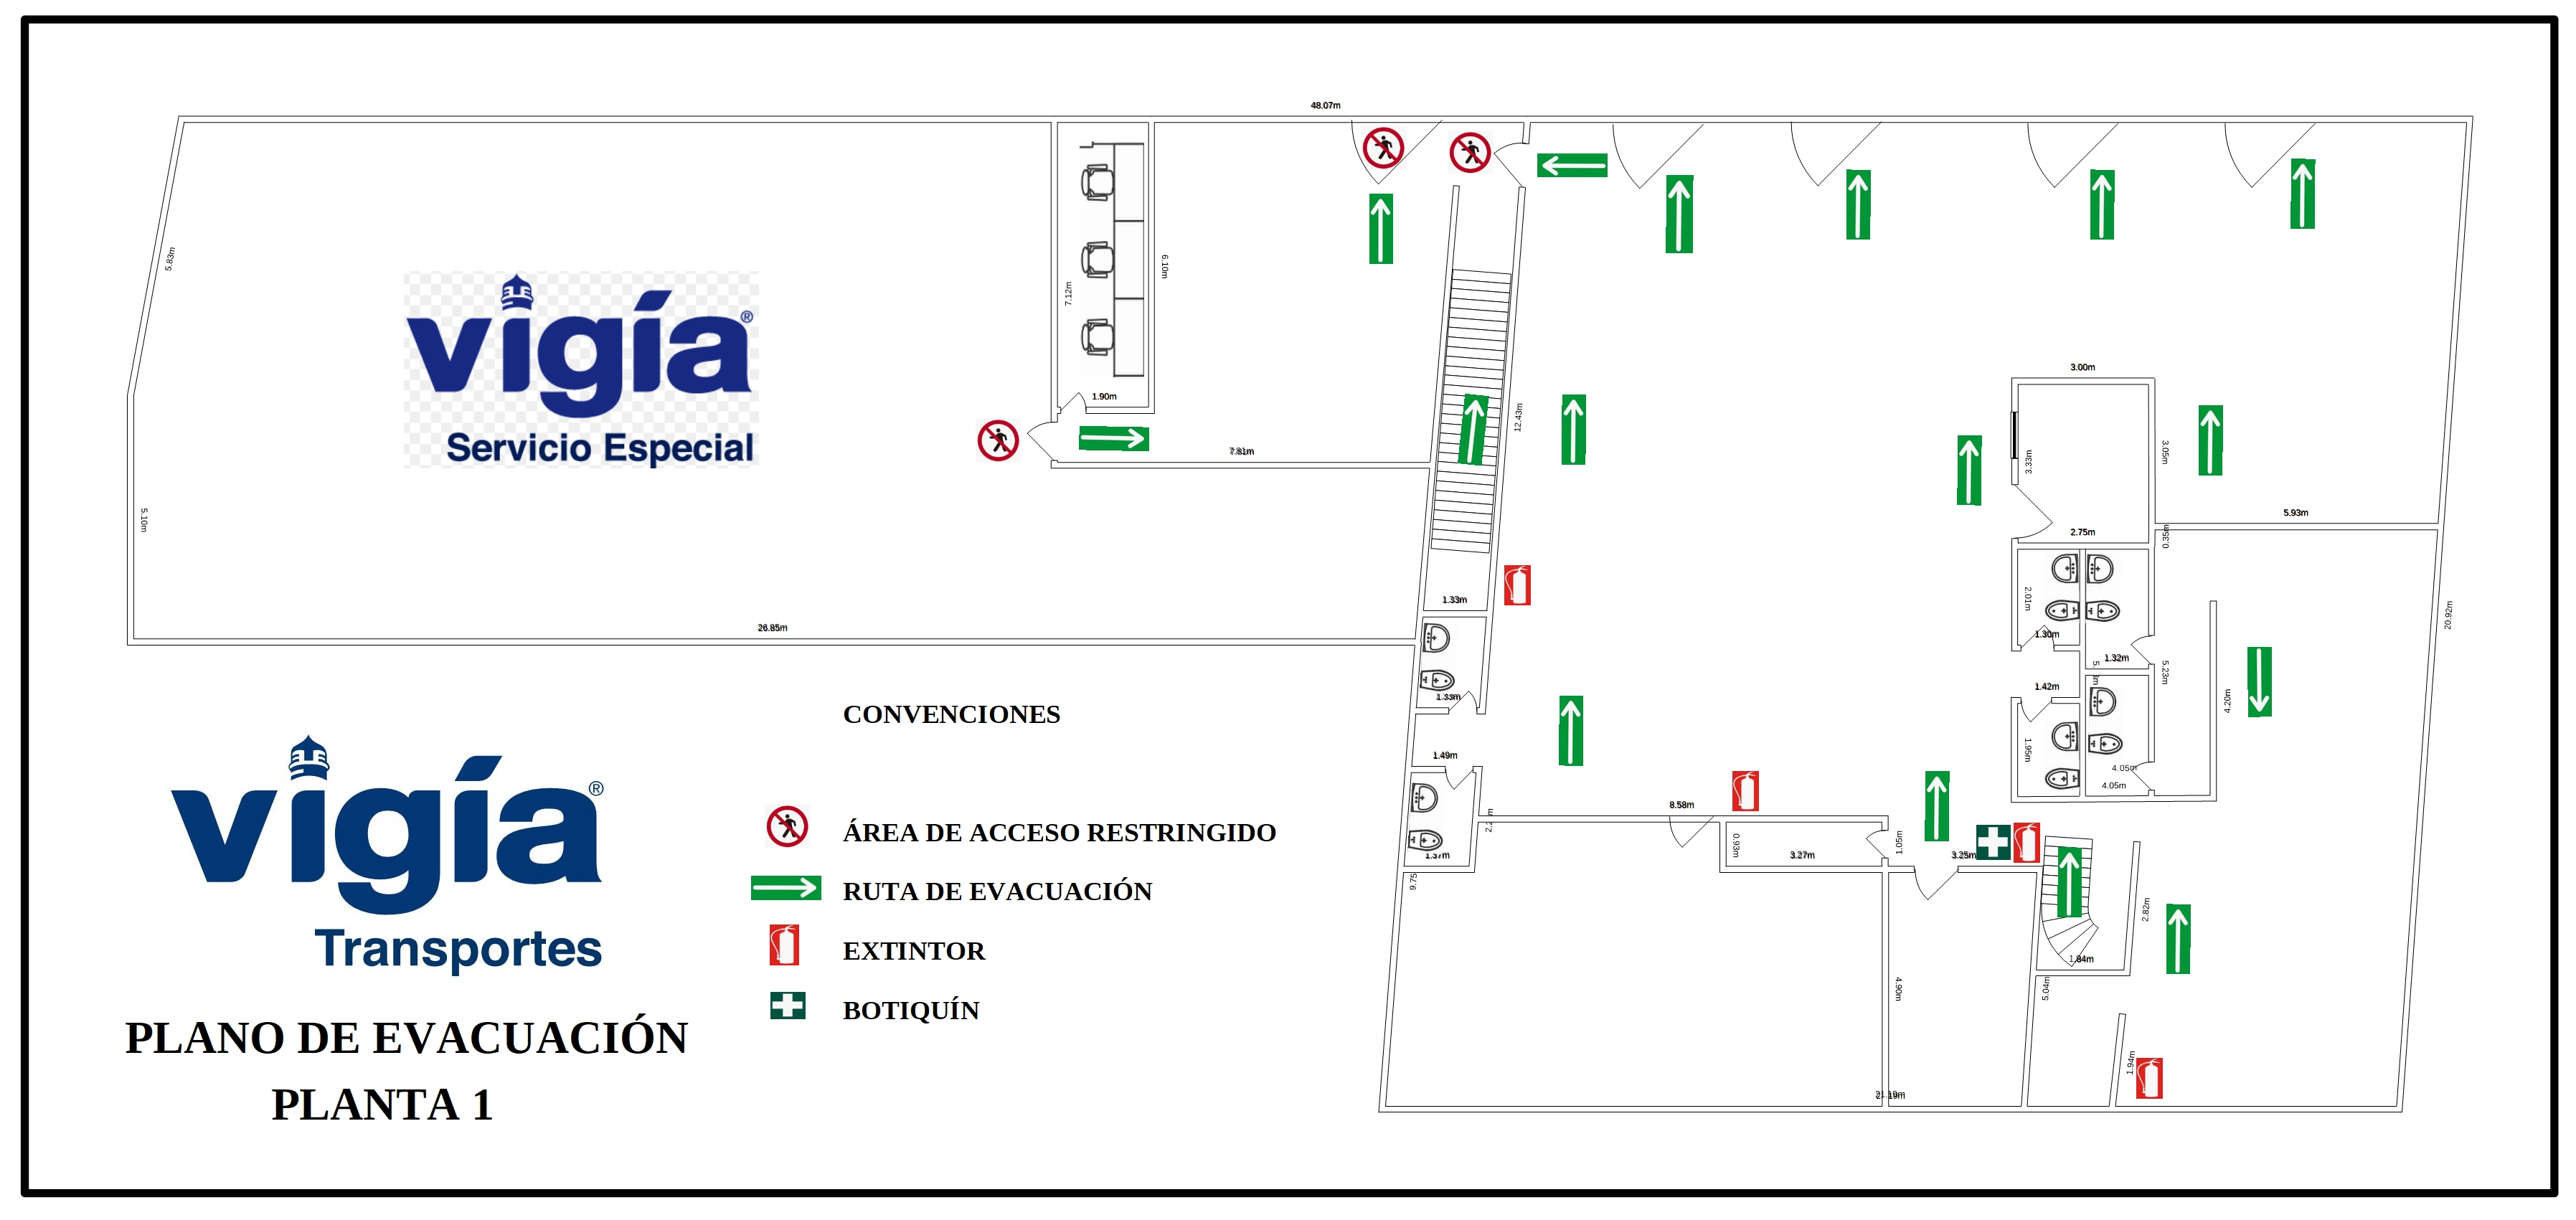 48.07m
5.83m
6.10m
7.12m
vigía®
Servicio Especial
1.90m
7.81m
12.43m
3.00m
3.33m
3.05m
5.93m
2.75m
0.35m
5.10m
1.33m
2.01m
20.92m
26.85m
1.30m
1.32m
5.23m
1.42m
4.20m
1.33m
1.49m
1.95m
4.05m
4.05m
CONVENCIONES
vigía®
Transportes
8.58m
ÁREA DE ACCESO RESTRINGIDO
0.93m
3.27m
1.05m
3.25m
1.37m
9.75
RUTA DE EVACUACIÓN
2.82m
EXTINTOR
1.84m
4.90m
5.04m
BOTIQUÍN
PLANO DE EVACUACIÓN
1.94m
PLANTA 1
21.19m